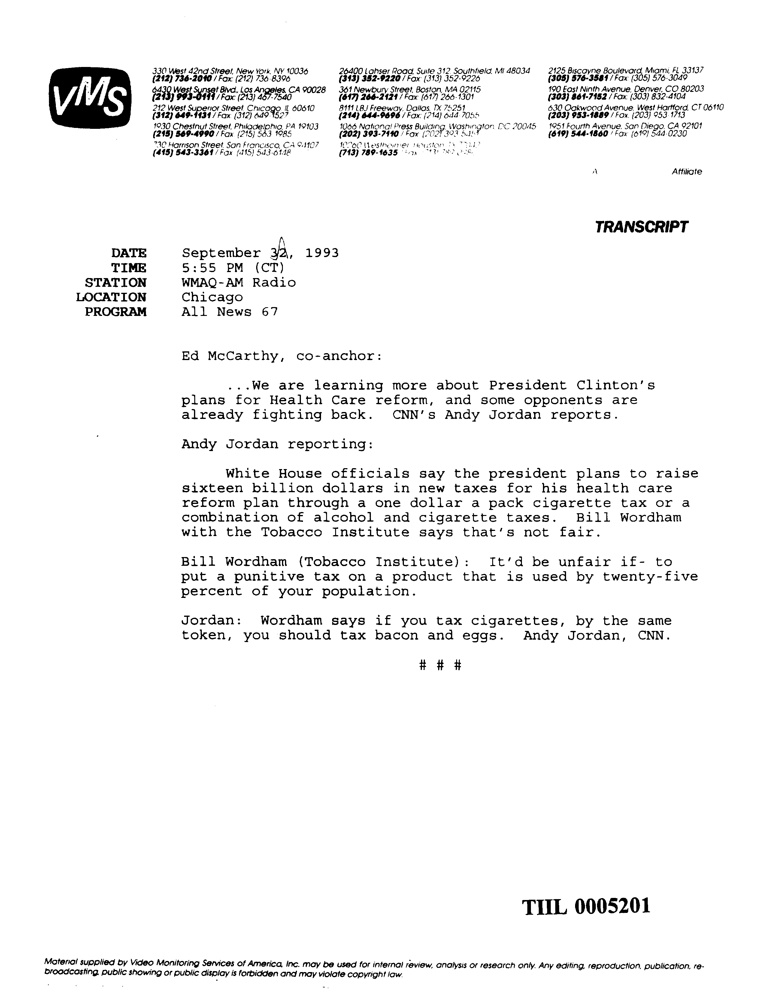 VMS
330 West 42nd Street, New York, NY 10036
(212) 736-2010 / Fax: (212) 736-8396
6430 West Sunset Blvd., Los Angeles, CA 90028
(213) 993-0111 / Fax: (213) 467-7540
212 West Superior Street, Chicago, IL 60610
(312) 649-1131 / Fax: (312) 649-1527
1930 Chestnut Street, Philadelphia, PA 19103
(215) 569-4990 / Fax: (215) 563-1985
Harrison Street, San Francisco, CA 94107
(415) 543-3361 / Fax: (415) 543-6148
26400 Lahser Road, Suite 312, Southfield, MI 48034
(313) 352-9220 / Fax: (313) 352-9226
361 Newbury Street, Boston, MA 02115
(617) 266-2121 / Fax: (617) 266-1301
8111 LBJ Freeway, Dallas, TX 75251
(214) 644-9696 / Fax: (214) 644-7055
1066 National Press Building, Washington, DC 20045
(202) 393-7110 / Fax: (202) 393-5451
Westheimer, Houston, TX
(713) 789-1635 / Fax:
2125 Biscayne Boulevard, Miami, FL 33137
(305) 576-3581 / Fax: (305) 576-3049
190 East Ninth Avenue, Denver, CO 80203
(303) 861-7152 / Fax: (303) 832-4104
630 Oakwood Avenue, West Hartford, CT 06110
(203) 953-1889 / Fax: (203) 953-1713
1951 Fourth Avenue, San Diego, CA 92101
(619) 544-1860 / Fax: (619) 544-0230
A Affiliate
TRANSCRIPT
DATE September 2, 1993
TIME 5:55 PM (CT)
STATION WMAQ-AM Radio
LOCATION Chicago
PROGRAM All News 67
Ed McCarthy, co-anchor:
...We are learning more about President Clinton's
plans for Health Care reform, and some opponents are
already fighting back. CNN's Andy Jordan reports.
Andy Jordan reporting:
White House officials say the president plans to raise
sixteen billion dollars in new taxes for his health care
reform plan through a one dollar a pack cigarette tax or a
combination of alcohol and cigarette taxes. Bill Wordham
with the Tobacco Institute says that's not fair.
Bill Wordham (Tobacco Institute): It'd be unfair if- to
put a punitive tax on a product that is used by twenty-five
percent of your population.
Jordan: Wordham says if you tax cigarettes, by the same
token, you should tax bacon and eggs. Andy Jordan, CNN.
# # #
TIIL 0005201
Material supplied by Video Monitoring Services of America, Inc. may be used for internal review, analysis or research only. Any editing, reproduction, publication, re-
broadcasting, public showing or public display is forbidden and may violate copyright law.